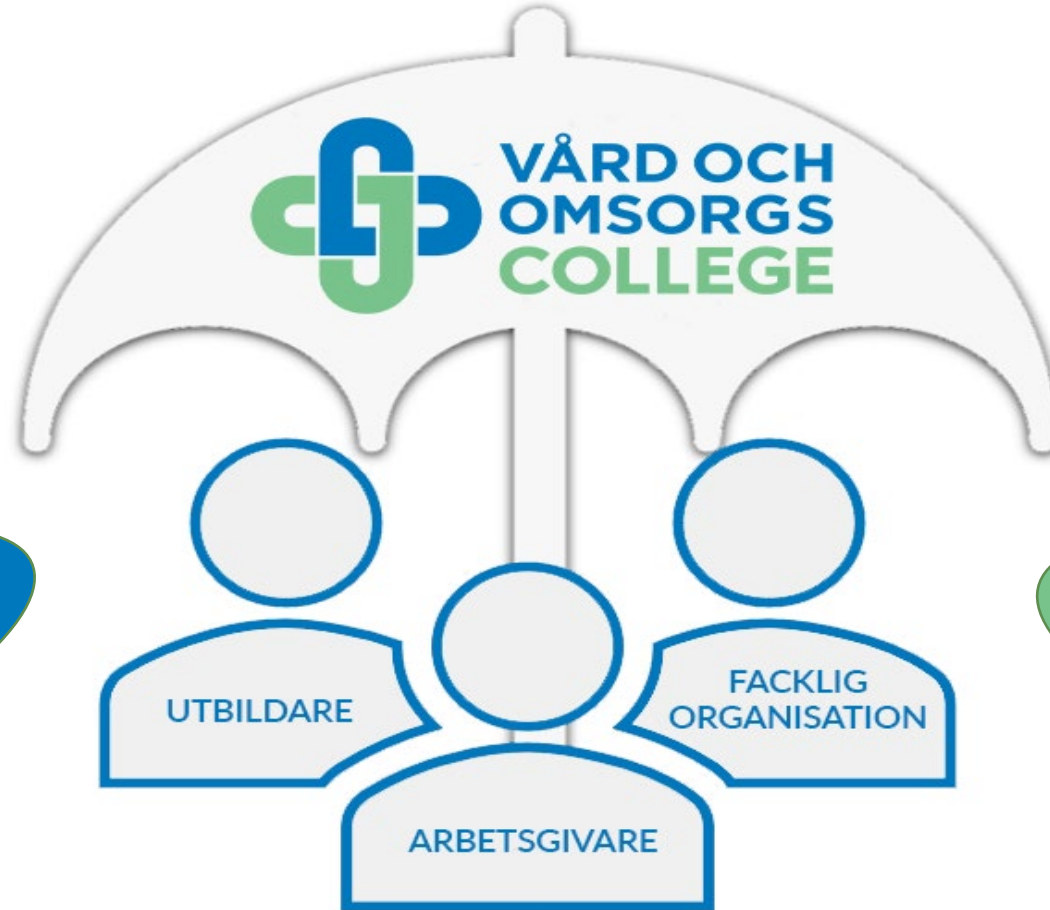 VÅRD OCH
OMSORGS
COLLEGE
UTBILDARE
FACKLIG
ORGANISATION
ARBETSGIVARE